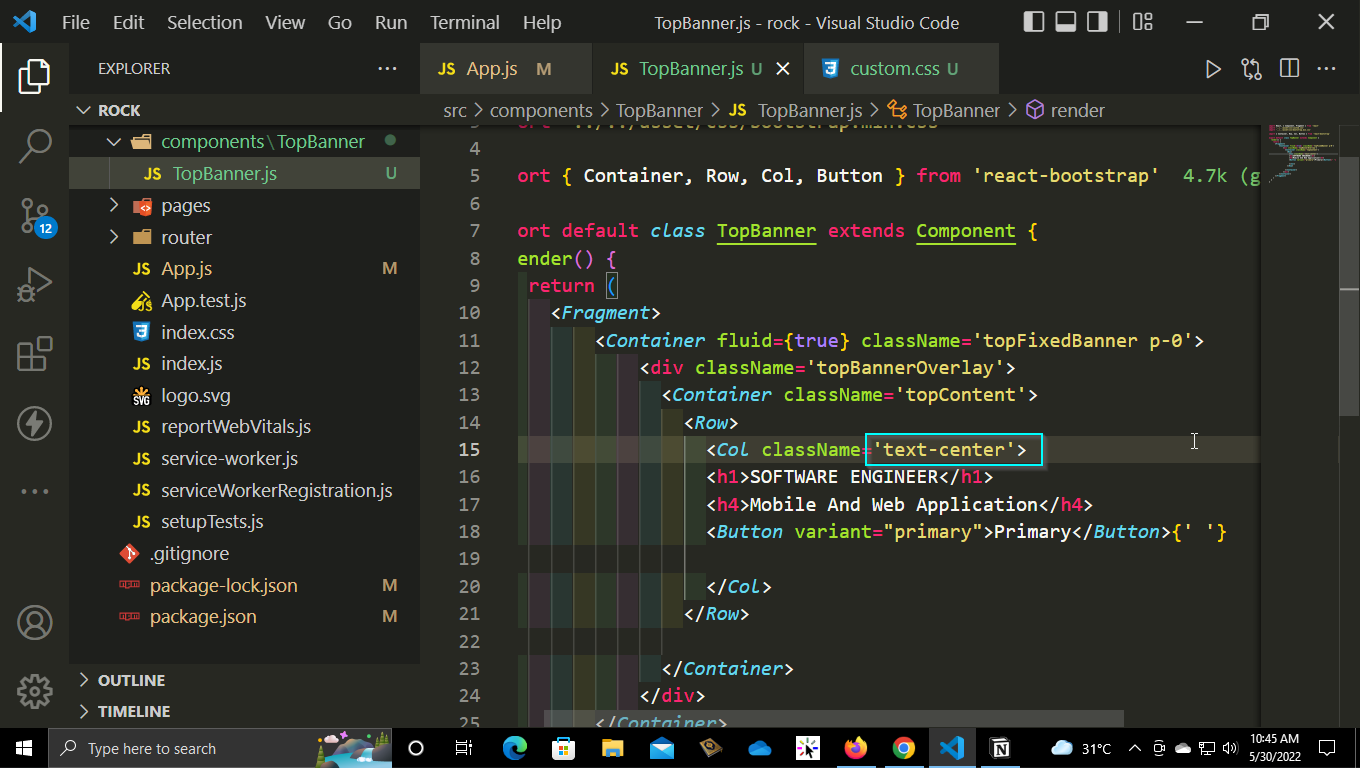 File Edit Selection View Go Run Terminal Help TopBanner.js - rock - Visual Studio Code
EXPLORER
JS App.js M JS TopBanner.js U custom.css U
ROCK
src > components > TopBanner > JS TopBanner.js > TopBanner > render
components\TopBanner
JS TopBanner.js U
pages
router
JS App.js M
App.test.js
index.css
JS index.js
logo.svg
JS reportWebVitals.js
JS service-worker.js
JS serviceWorkerRegistration.js
JS setupTests.js
.gitignore
package-lock.json M
package.json M
OUTLINE
TIMELINE
12
4
5 ort { Container, Row, Col, Button } from 'react-bootstrap' 4.7k (g
6
7 ort default class TopBanner extends Component {
8 ender() {
9 return (
10 <Fragment>
11 <Container fluid={true} className='topFixedBanner p-0'>
12 <div className='topBannerOverlay'>
13 <Container className='topContent'>
14 <Row>
15 <Col className='text-center'>
16 <h1>SOFTWARE ENGINEER</h1>
17 <h4>Mobile And Web Application</h4>
18 <Button variant="primary">Primary</Button>{' '}
19
20 </Col>
21 </Row>
22
23 </Container>
24 </div>
25 </Container>
Type here to search
31°C
10:45 AM
5/30/2022